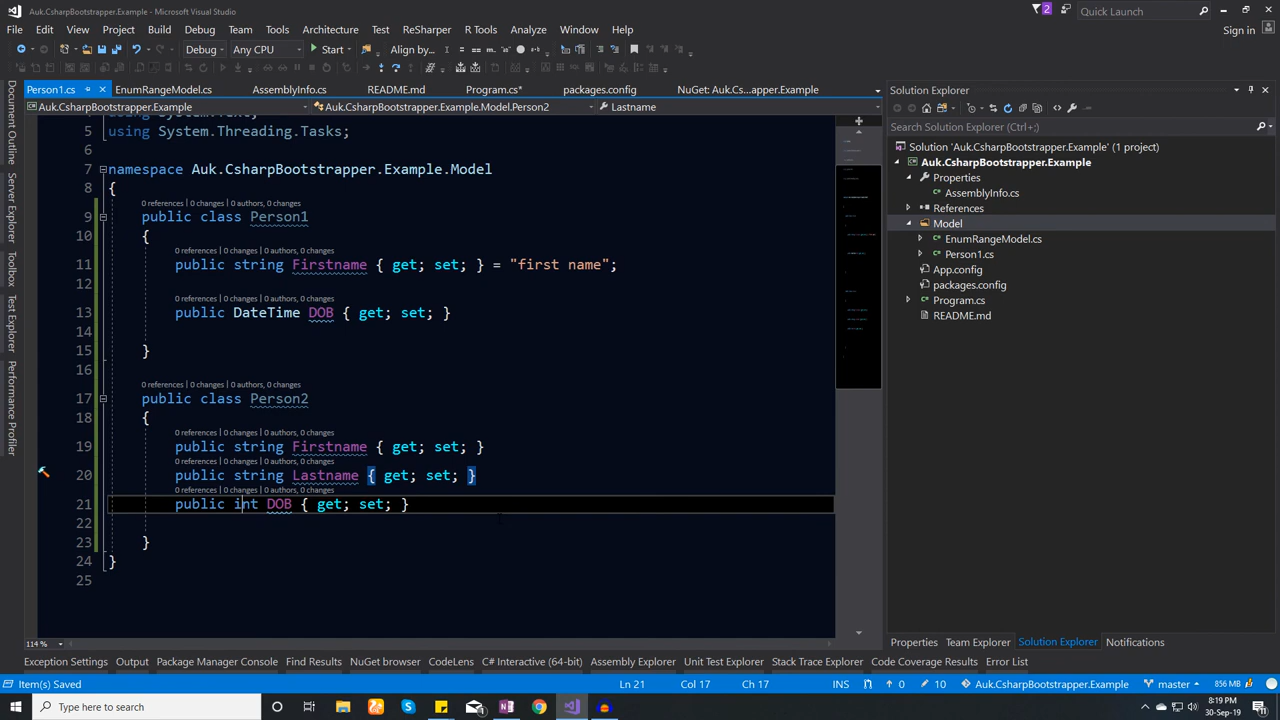 Auk.CsharpBootstrapper.Example - Microsoft Visual Studio
2
Quick Launch
File Edit View Project Build Debug Team Tools Architecture Test ReSharper R Tools Analyze Window Help
Sign in
Debug Any CPU Start Align by...
Person1.cs EnumRangeModel.cs AssemblyInfo.cs README.md Program.cs* packages.config NuGet: Auk.Cs...apper.Example
Auk.CsharpBootstrapper.Example Auk.CsharpBootstrapper.Example.Model.Person2 Lastname
5 using System.Threading.Tasks;
6
7 namespace Auk.CsharpBootstrapper.Example.Model
8 {
0 references | 0 changes | 0 authors, 0 changes
9 public class Person1
10 {
0 references | 0 changes | 0 authors, 0 changes
11 public string Firstname { get; set; } = "first name";
12
0 references | 0 changes | 0 authors, 0 changes
13 public DateTime DOB { get; set; }
14
15 }
16
0 references | 0 changes | 0 authors, 0 changes
17 public class Person2
18 {
0 references | 0 changes | 0 authors, 0 changes
19 public string Firstname { get; set; }
0 references | 0 changes | 0 authors, 0 changes
20 public string Lastname { get; set; }
0 references | 0 changes | 0 authors, 0 changes
21 public int DOB { get; set; }
22
23 }
24 }
25
114 %
Document Outline
Server Explorer
Toolbox
Test Explorer
Performance Profiler
Solution Explorer
Search Solution Explorer (Ctrl+;)
Solution 'Auk.CsharpBootstrapper.Example' (1 project)
Auk.CsharpBootstrapper.Example
Properties
AssemblyInfo.cs
References
Model
EnumRangeModel.cs
Person1.cs
App.config
packages.config
Program.cs
README.md
Properties Team Explorer Solution Explorer Notifications
Exception Settings Output Package Manager Console Find Results NuGet browser CodeLens C# Interactive (64-bit) Assembly Explorer Unit Test Explorer Stack Trace Explorer Code Coverage Results Error List
Item(s) Saved Ln 21 Col 17 Ch 17 INS 0 10 Auk.CsharpBootstrapper.Example master 856 MB
Type here to search
8:19 PM
30-Sep-19